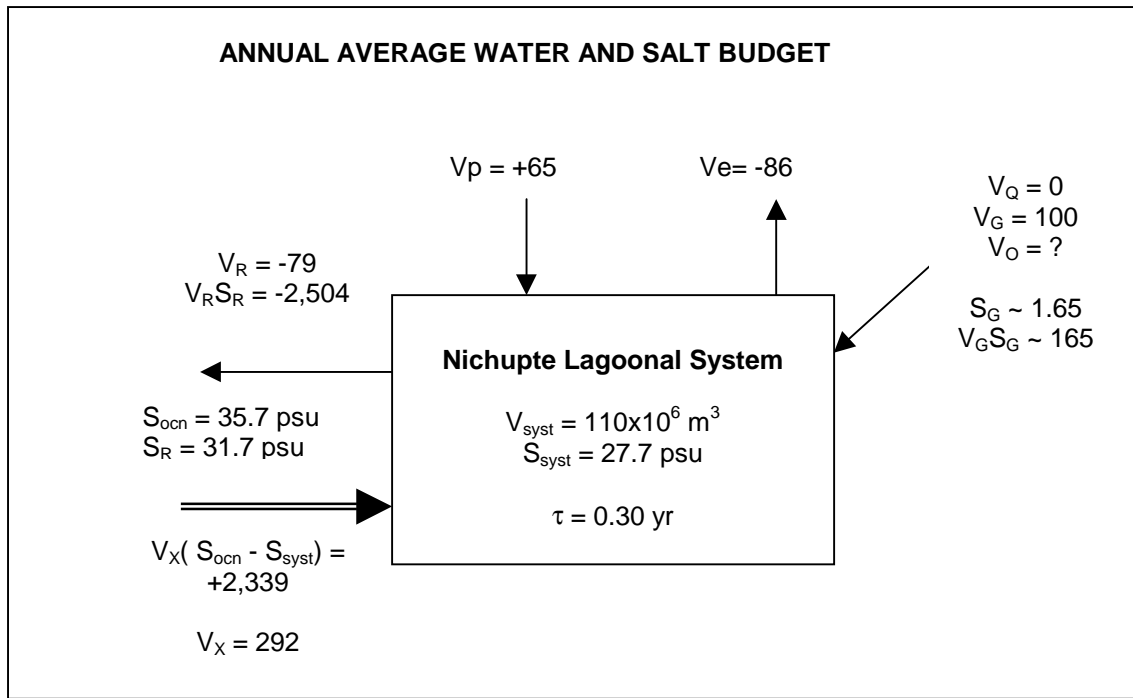 ANNUAL AVERAGE WATER AND SALT BUDGET
Vp = +65
Ve= -86
V_Q = 0
V_G = 100
V_O = ?
S_G ~ 1.65
V_GS_G ~ 165
V_R = -79
V_RS_R = -2,504
S_ocn = 35.7 psu
S_R = 31.7 psu
V_X( S_ocn - S_syst) =
+2,339
V_X = 292
Nichupte Lagoonal System
V_syst = 110x10^6 m^3
S_syst = 27.7 psu
τ = 0.30 yr